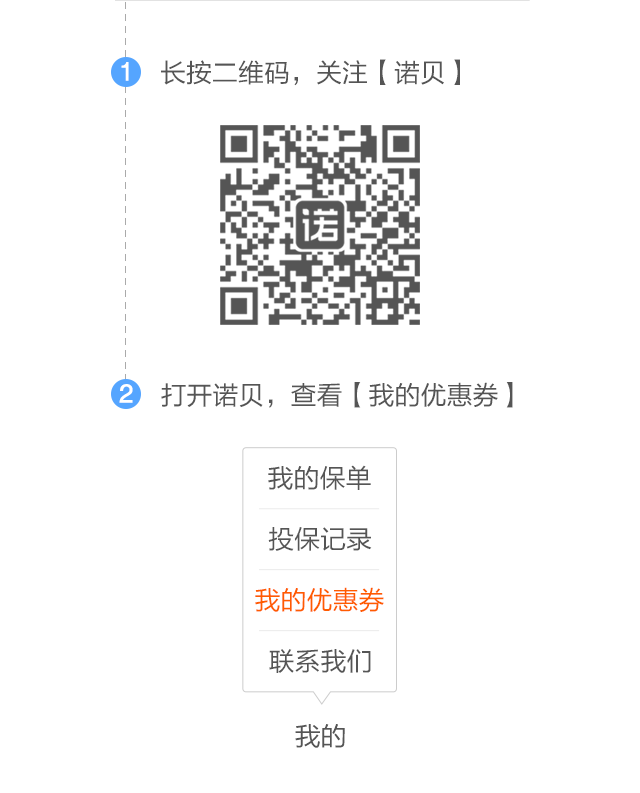 1 长按二维码，关注【诺贝】
诺
2 打开诺贝，查看【我的优惠券】
我的保单
投保记录
我的优惠券
联系我们
我的